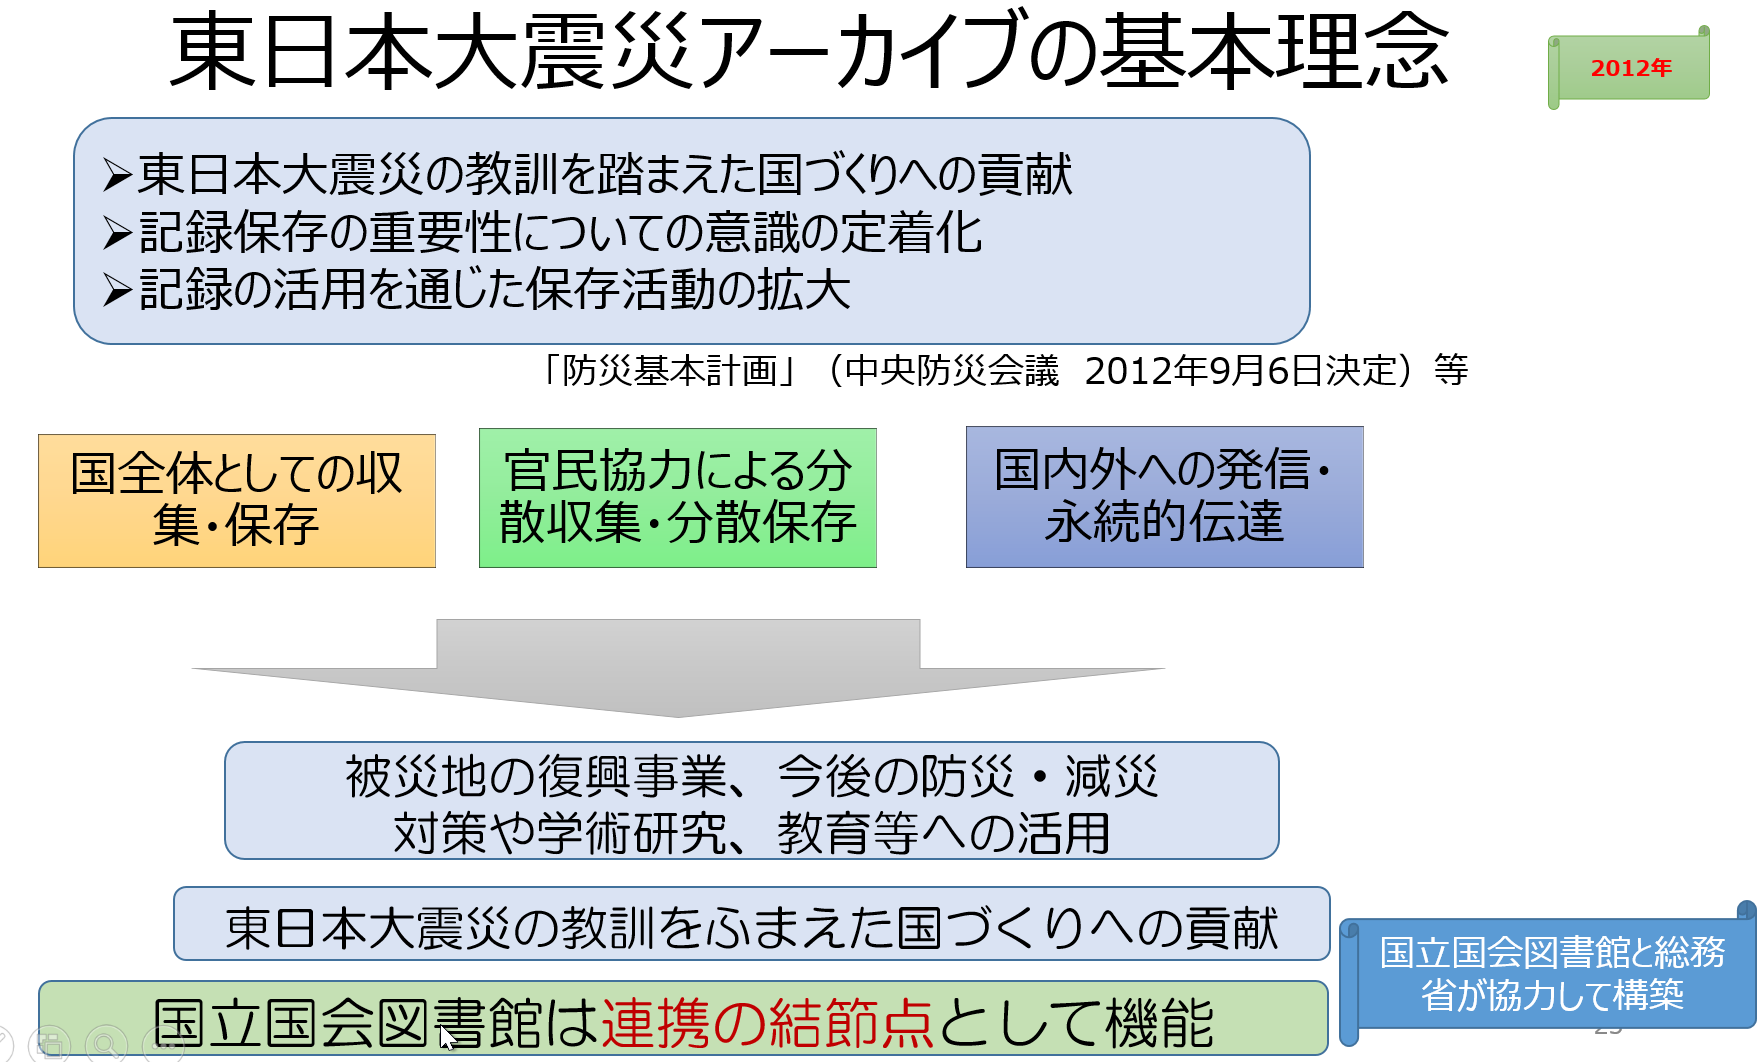 東日本大震災アーカイブの基本理念
2012年
➢東日本大震災の教訓を踏まえた国づくりへの貢献
➢記録保存の重要性についての意識の定着化
➢記録の活用を通じた保存活動の拡大
「防災基本計画」（中央防災会議 2012年9月6日決定）等
国全体としての収
集・保存
官民協力による分
散収集・分散保存
国内外への発信・
永続的伝達
被災地の復興事業、今後の防災・減災
対策や学術研究、教育等への活用
東日本大震災の教訓をふまえた国づくりへの貢献
国立国会図書館と総務
省が協力して構築
国立国会図書館は連携の結節点として機能